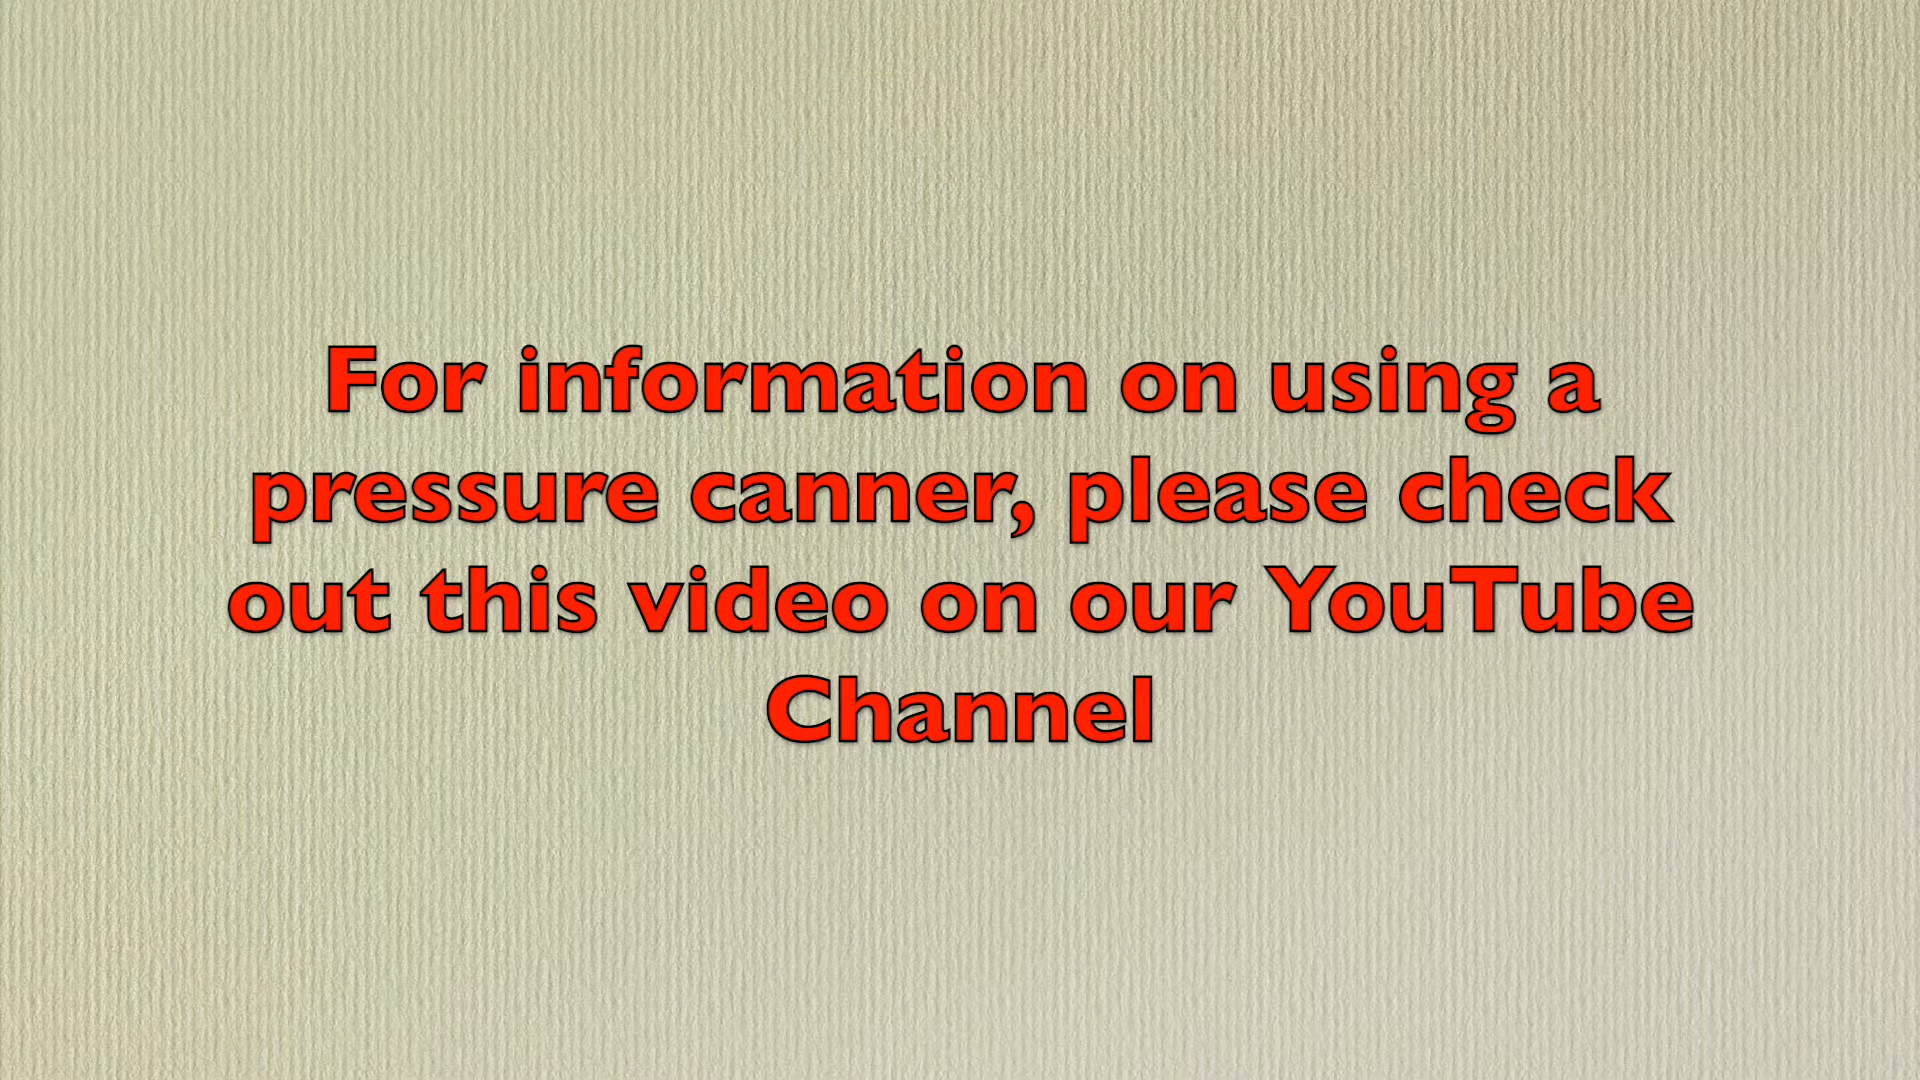 For information on using a
pressure canner, please check
out this video on our YouTube
Channel